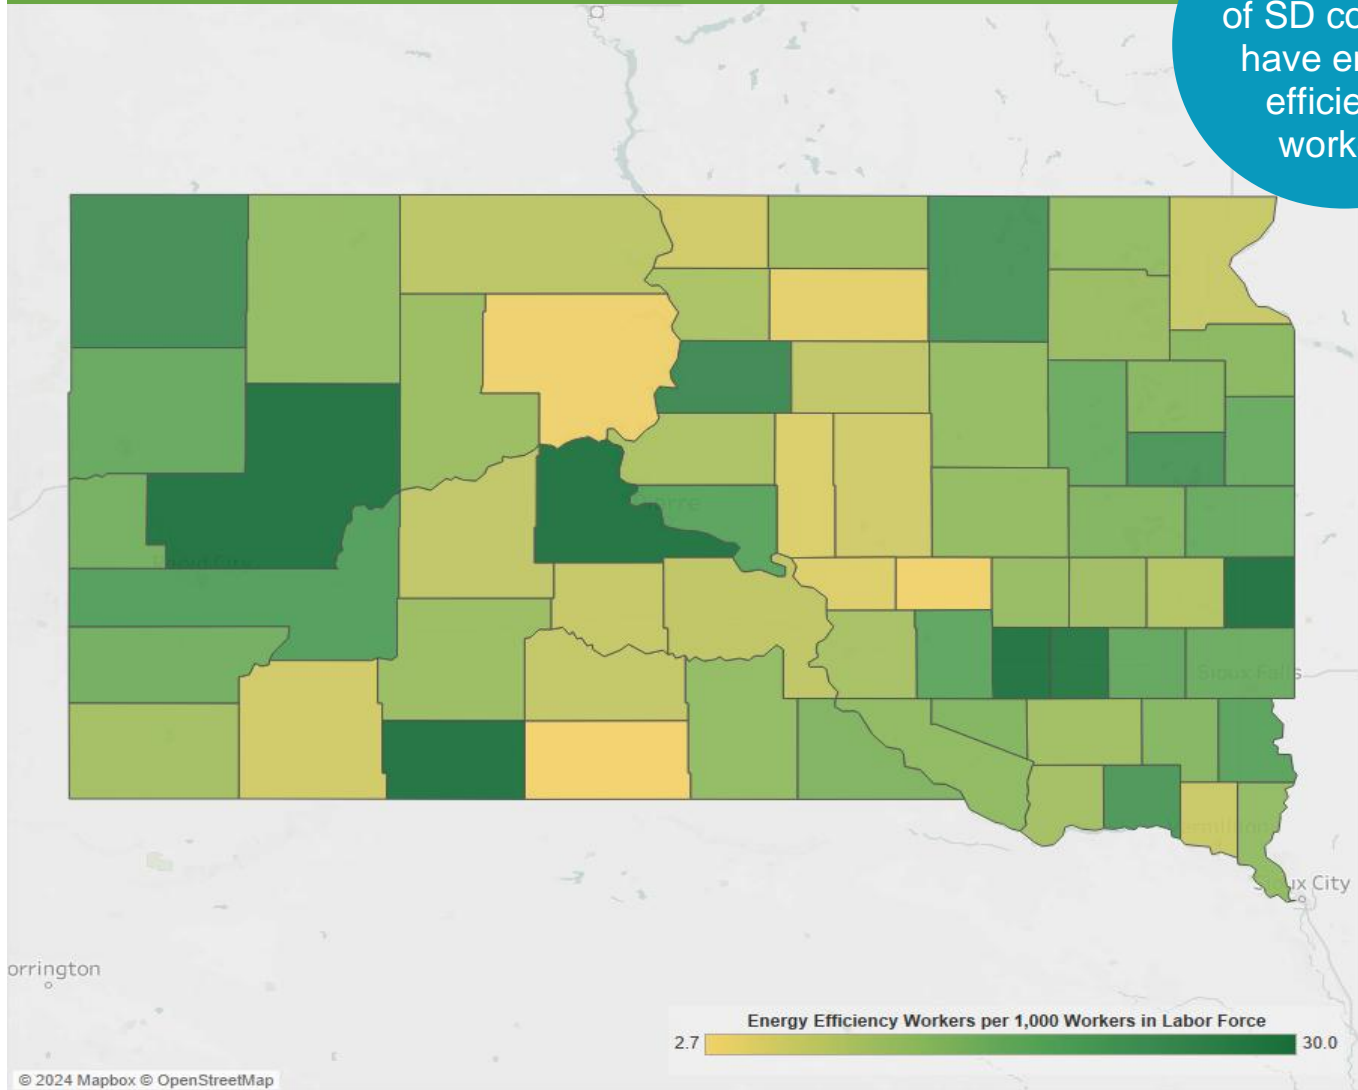 of SD co
have en
efficie
work
Sioux Falls
ux City
orrington
Energy Efficiency Workers per 1,000 Workers in Labor Force
2.7
30.0
© 2024 Mapbox © OpenStreetMap